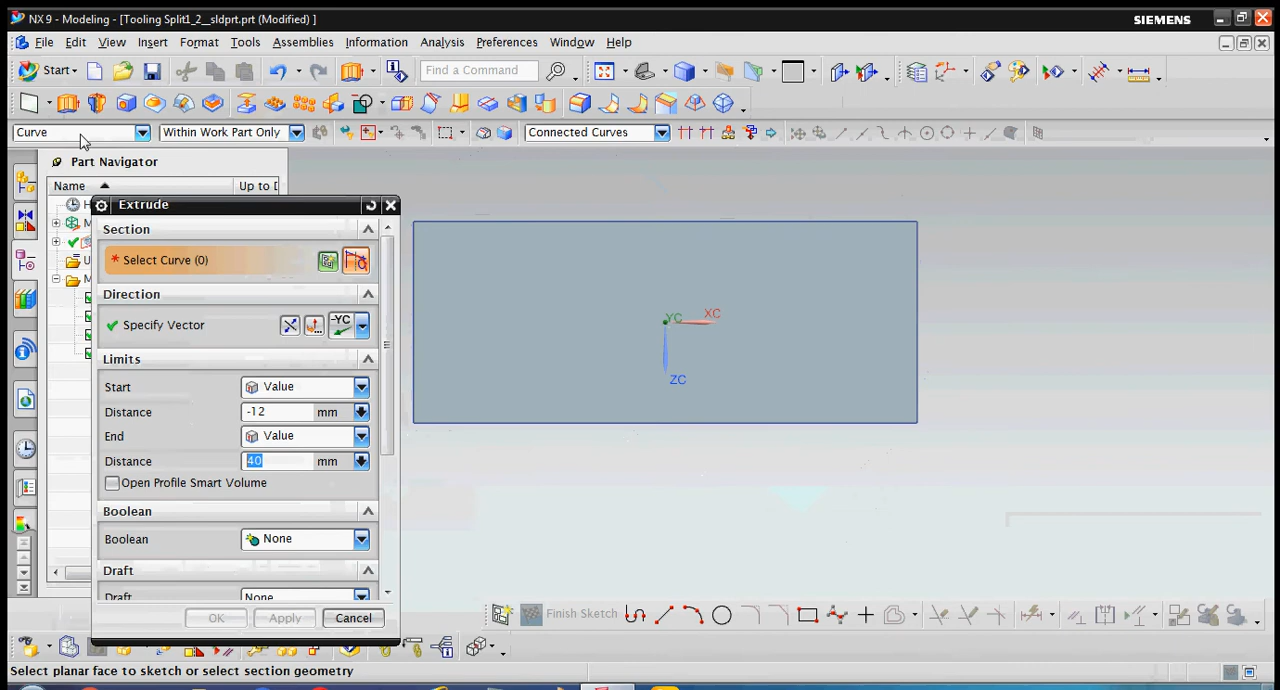 NX 9 - Modeling - [Tooling Split1_2__sldprt.prt (Modified) ]
SIEMENS
File Edit View Insert Format Tools Assemblies Information Analysis Preferences Window Help
Start
Find a Command
Curve
Within Work Part Only
Connected Curves
Part Navigator
Name
Up to
Extrude
Section
* Select Curve (0)
Direction
Specify Vector
-YC
Limits
Start
Value
Distance
-12
mm
End
Value
Distance
40
mm
Open Profile Smart Volume
Boolean
Boolean
None
Draft
Draft
None
OK
Apply
Cancel
YC
XC
ZC
Finish Sketch
Select planar face to sketch or select section geometry